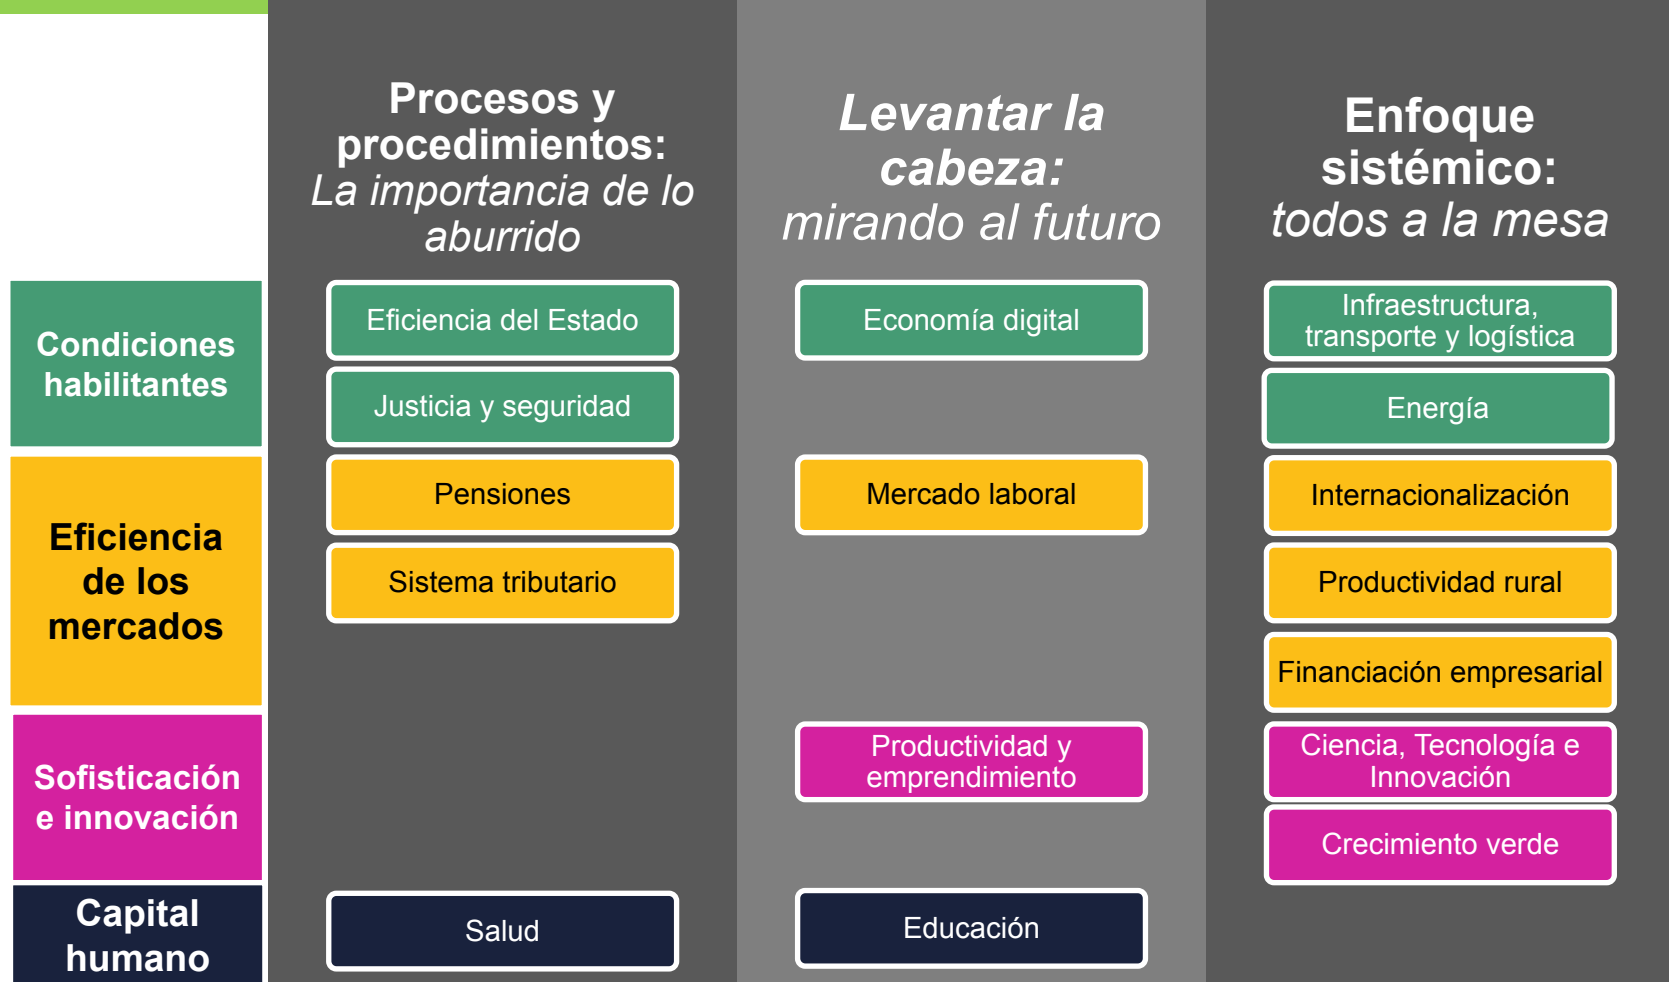 Procesos y
procedimientos:
La importancia de lo
aburrido
Levantar la
cabeza:
mirando al futuro
Enfoque
sistémico:
todos a la mesa
Condiciones
habilitantes
Eficiencia del Estado
Economía digital
Infraestructura,
transporte y logística
Justicia y seguridad
Energía
Eficiencia
de los
mercados
Pensiones
Mercado laboral
Internacionalización
Sistema tributario
Productividad rural
Financiación empresarial
Sofisticación
e innovación
Productividad y
emprendimiento
Ciencia, Tecnología e
Innovación
Crecimiento verde
Capital
humano
Salud
Educación